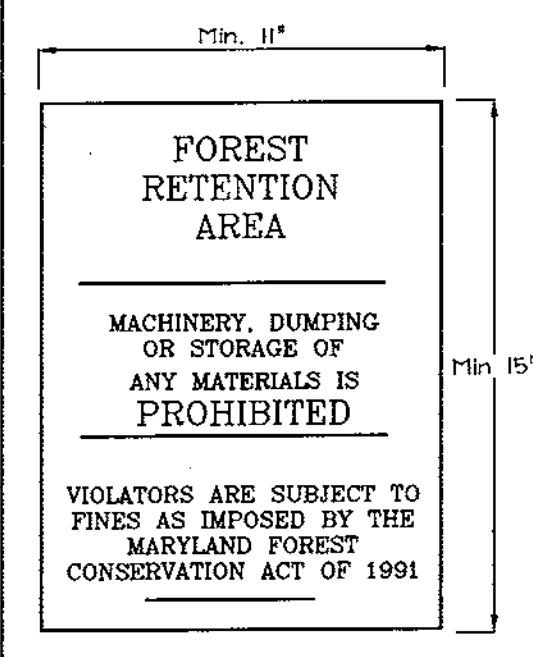 Min. 11"
FOREST
RETENTION
AREA
MACHINERY, DUMPING
OR STORAGE OF
ANY MATERIALS IS
PROHIBITED
Min 15"
VIOLATORS ARE SUBJECT TO
FINES AS IMPOSED BY THE
MARYLAND FOREST
CONSERVATION ACT OF 1991